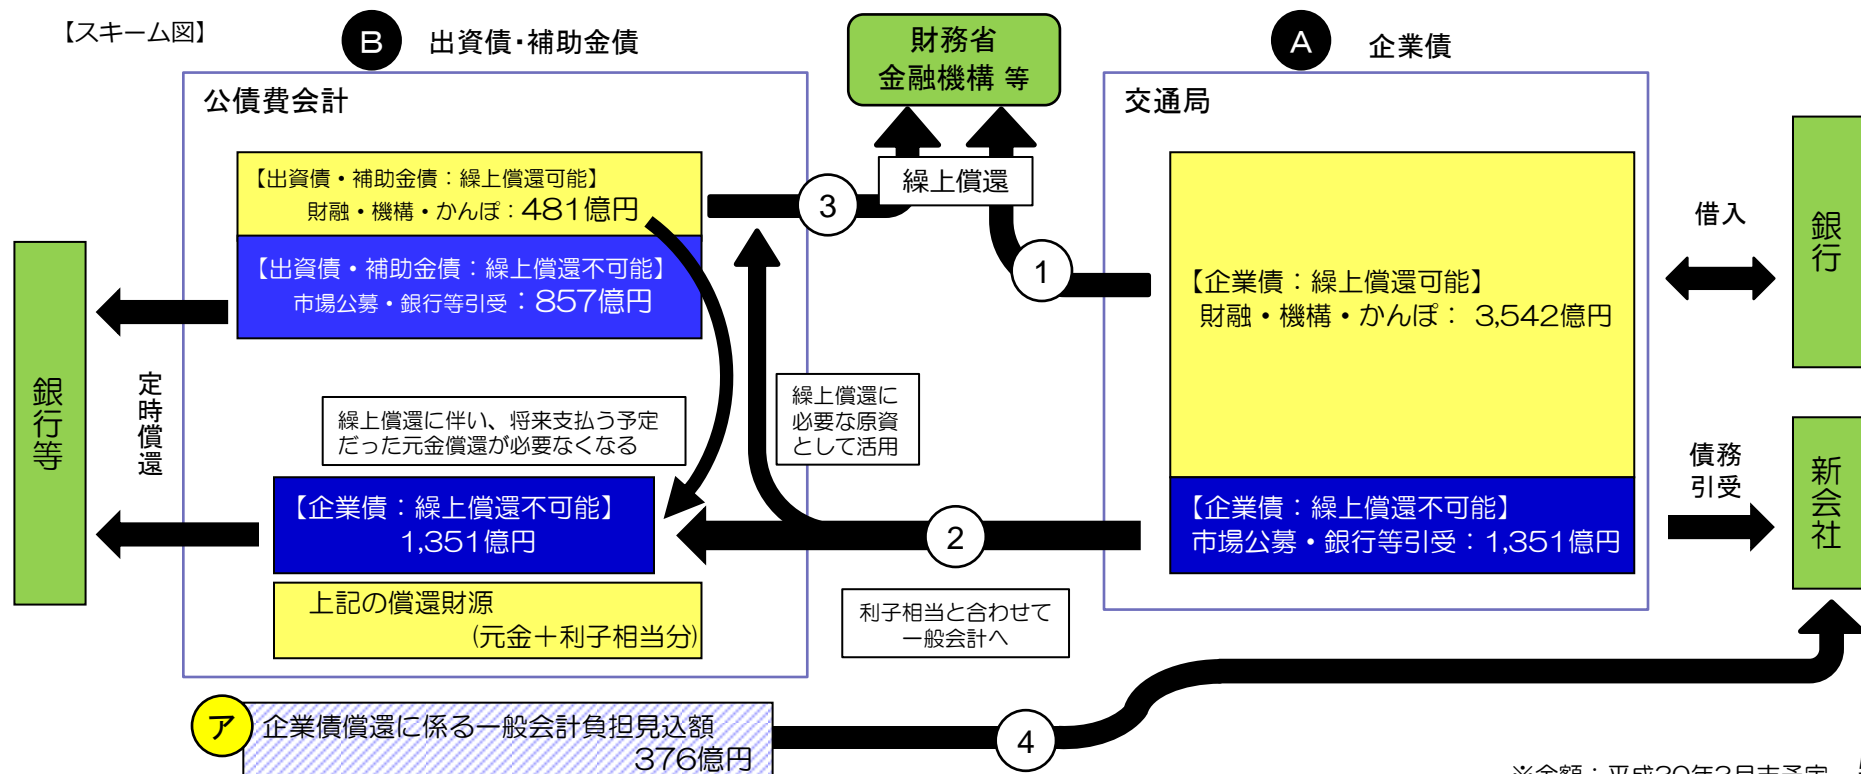 【スキーム図】
B 出資債・補助金債
財務省
金融機構 等
A 企業債
公債費会計
交通局
【出資債・補助金債：繰上償還可能】
財融・機構・かんぽ：481億円
【出資債・補助金債：繰上償還不可能】
市場公募・銀行等引受：857億円
3
繰上償還
1
【企業債：繰上償還可能】
財融・機構・かんぽ： 3,542億円
借入
銀行
銀行等
定時償還
繰上償還に伴い、将来支払う予定
だった元金償還が必要なくなる
繰上償還に
必要な原資
として活用
【企業債：繰上償還不可能】
1,351億円
2
【企業債：繰上償還不可能】
市場公募・銀行等引受：1,351億円
債務
引受
新会社
上記の償還財源
(元金＋利子相当分)
利子相当と合わせて
一般会計へ
ア 企業債償還に係る一般会計負担見込額
376億円
4
※金額：平成30年3月末予定